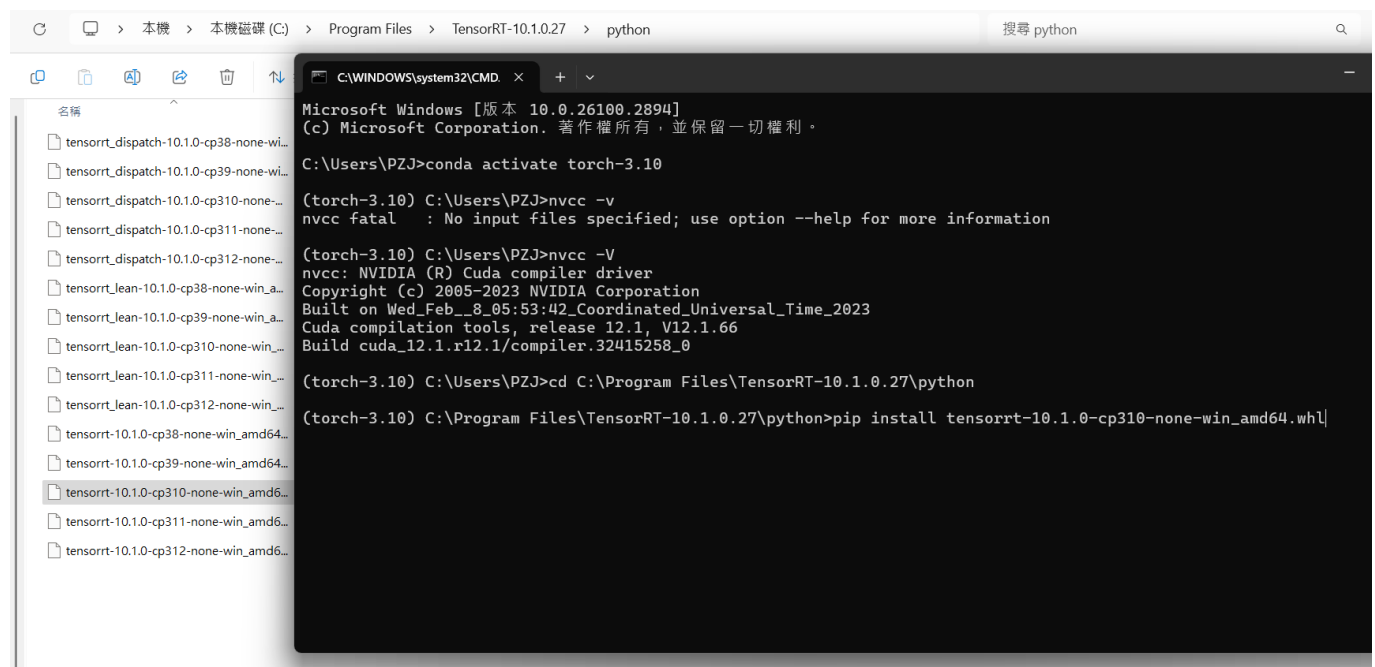 本機 › 本機磁碟 (C:) › Program Files › TensorRT-10.1.0.27 › python
搜尋 python
名稱
tensorrt_dispatch-10.1.0-cp38-none-wi...
tensorrt_dispatch-10.1.0-cp39-none-wi...
tensorrt_dispatch-10.1.0-cp310-none-...
tensorrt_dispatch-10.1.0-cp311-none-...
tensorrt_dispatch-10.1.0-cp312-none-...
tensorrt_lean-10.1.0-cp38-none-win_a...
tensorrt_lean-10.1.0-cp39-none-win_a...
tensorrt_lean-10.1.0-cp310-none-win_...
tensorrt_lean-10.1.0-cp311-none-win_...
tensorrt_lean-10.1.0-cp312-none-win_...
tensorrt-10.1.0-cp38-none-win_amd64...
tensorrt-10.1.0-cp39-none-win_amd64...
tensorrt-10.1.0-cp310-none-win_amd6...
tensorrt-10.1.0-cp311-none-win_amd6...
tensorrt-10.1.0-cp312-none-win_amd6...
C:\WINDOWS\system32\CMD.
Microsoft Windows [版本 10.0.26100.2894]
(c) Microsoft Corporation. 著作權所有，並保留一切權利。
C:\Users\PZJ>conda activate torch-3.10
(torch-3.10) C:\Users\PZJ>nvcc -v
nvcc fatal   : No input files specified; use option --help for more information
(torch-3.10) C:\Users\PZJ>nvcc -V
nvcc: NVIDIA (R) Cuda compiler driver
Copyright (c) 2005-2023 NVIDIA Corporation
Built on Wed_Feb__8_05:53:42_Coordinated_Universal_Time_2023
Cuda compilation tools, release 12.1, V12.1.66
Build cuda_12.1.r12.1/compiler.32415258_0
(torch-3.10) C:\Users\PZJ>cd C:\Program Files\TensorRT-10.1.0.27\python
(torch-3.10) C:\Program Files\TensorRT-10.1.0.27\python>pip install tensorrt-10.1.0-cp310-none-win_amd64.whl